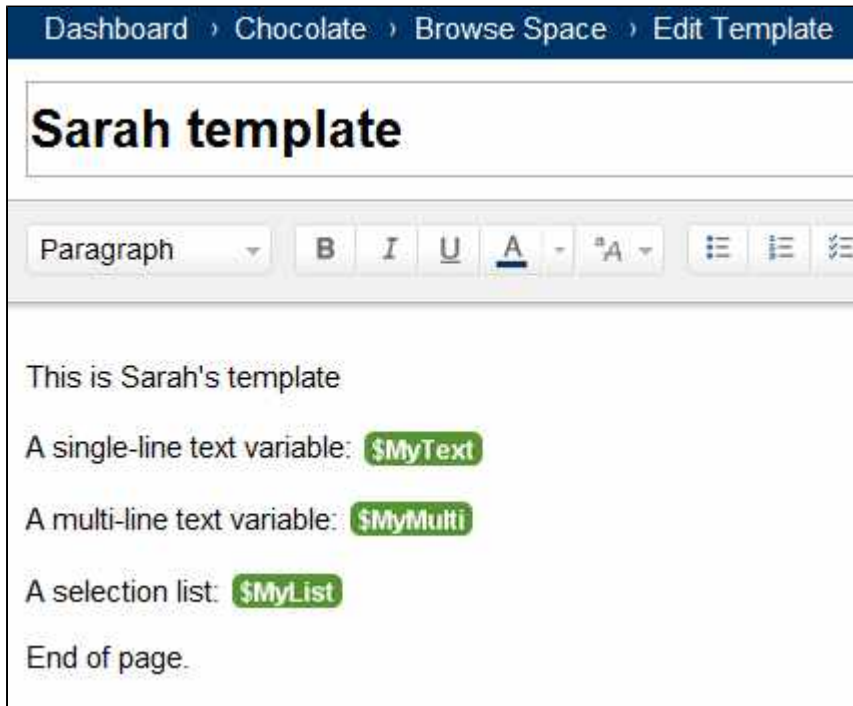 Dashboard › Chocolate › Browse Space › Edit Template
Sarah template
Paragraph B I U A ªA
This is Sarah's template
A single-line text variable: $MyText
A multi-line text variable: $MyMulti
A selection list: $MyList
End of page.